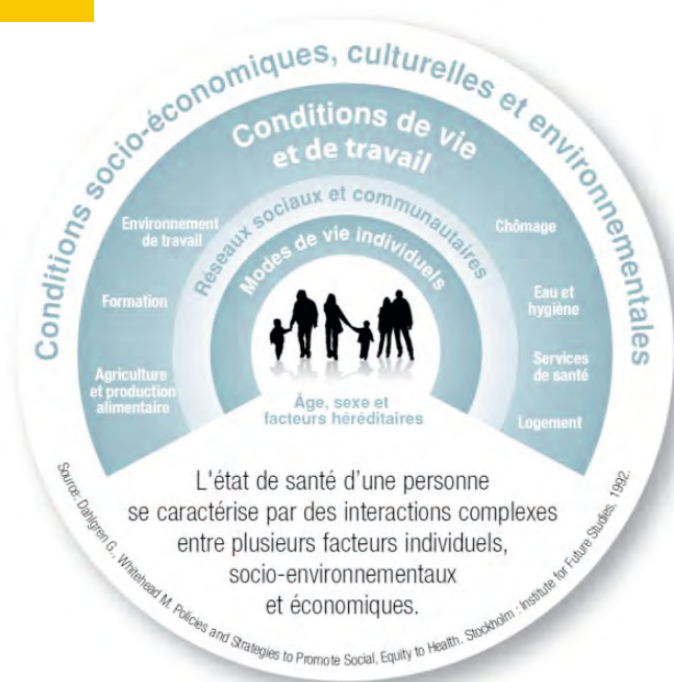 Conditions socio-économiques, culturelles et environnementales
Conditions de vie
et de travail
Réseaux sociaux et communautaires
Modes de vie individuels
Environnement
de travail
Formation
Agriculture
et production
alimentaire
Chômage
Eau et
hygiène
Services
de santé
Logement
Âge, sexe et
facteurs héréditaires
L'état de santé d'une personne
se caractérise par des interactions complexes
entre plusieurs facteurs individuels,
socio-environnementaux
et économiques.
Source: Dahlgren G., Whitehead M. Policies and Strategies to Promote Social, Equity to Health. Stockholm : Institute for Future Studies. 1992.